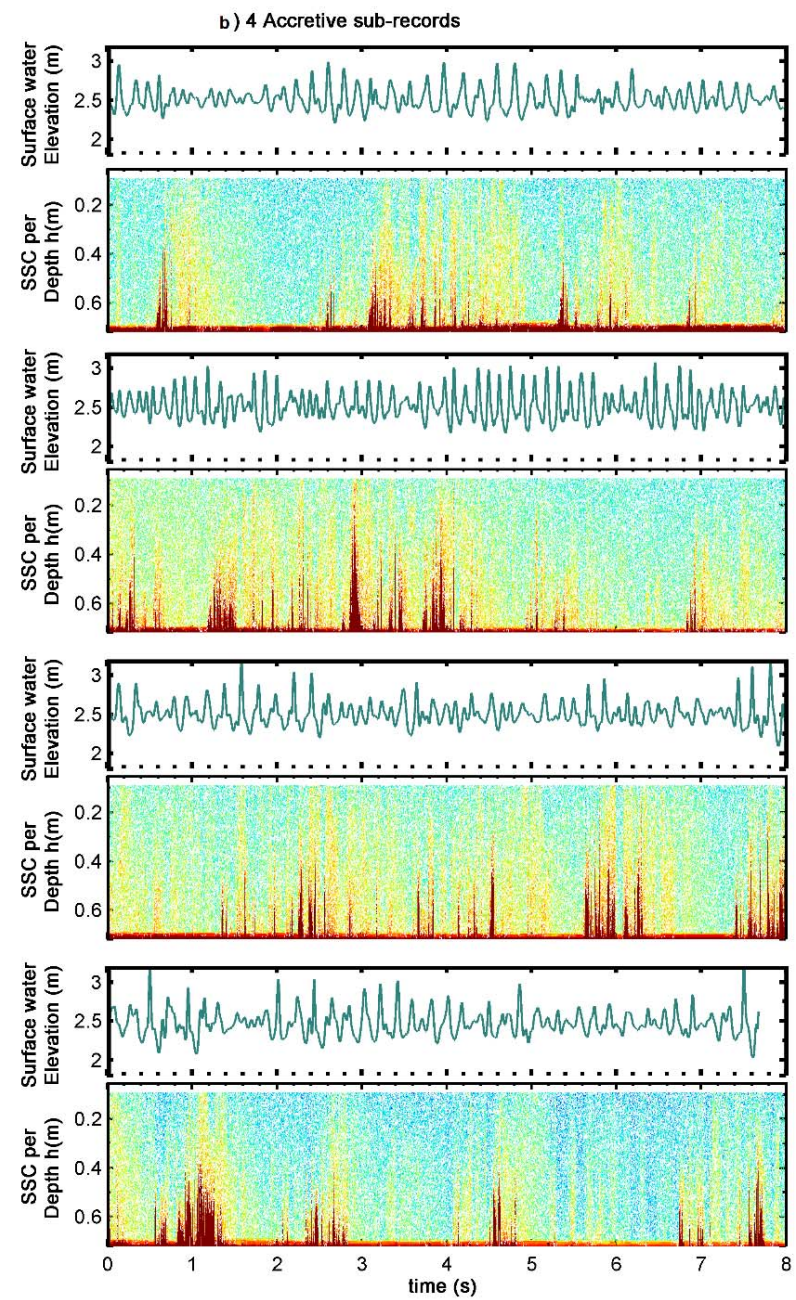 b) 4 Accretive sub-records
Surface water
Elevation (m)
3
2.5
2
SSC per
Depth h(m)
0.2
0.4
0.6
Surface water
Elevation (m)
3
2.5
2
SSC per
Depth h(m)
0.2
0.4
0.6
Surface water
Elevation (m)
3
2.5
2
SSC per
Depth h(m)
0.2
0.4
0.6
Surface water
Elevation (m)
3
2.5
2
SSC per
Depth h(m)
0.2
0.4
0.6
0 1 2 3 4 5 6 7 8
time (s)